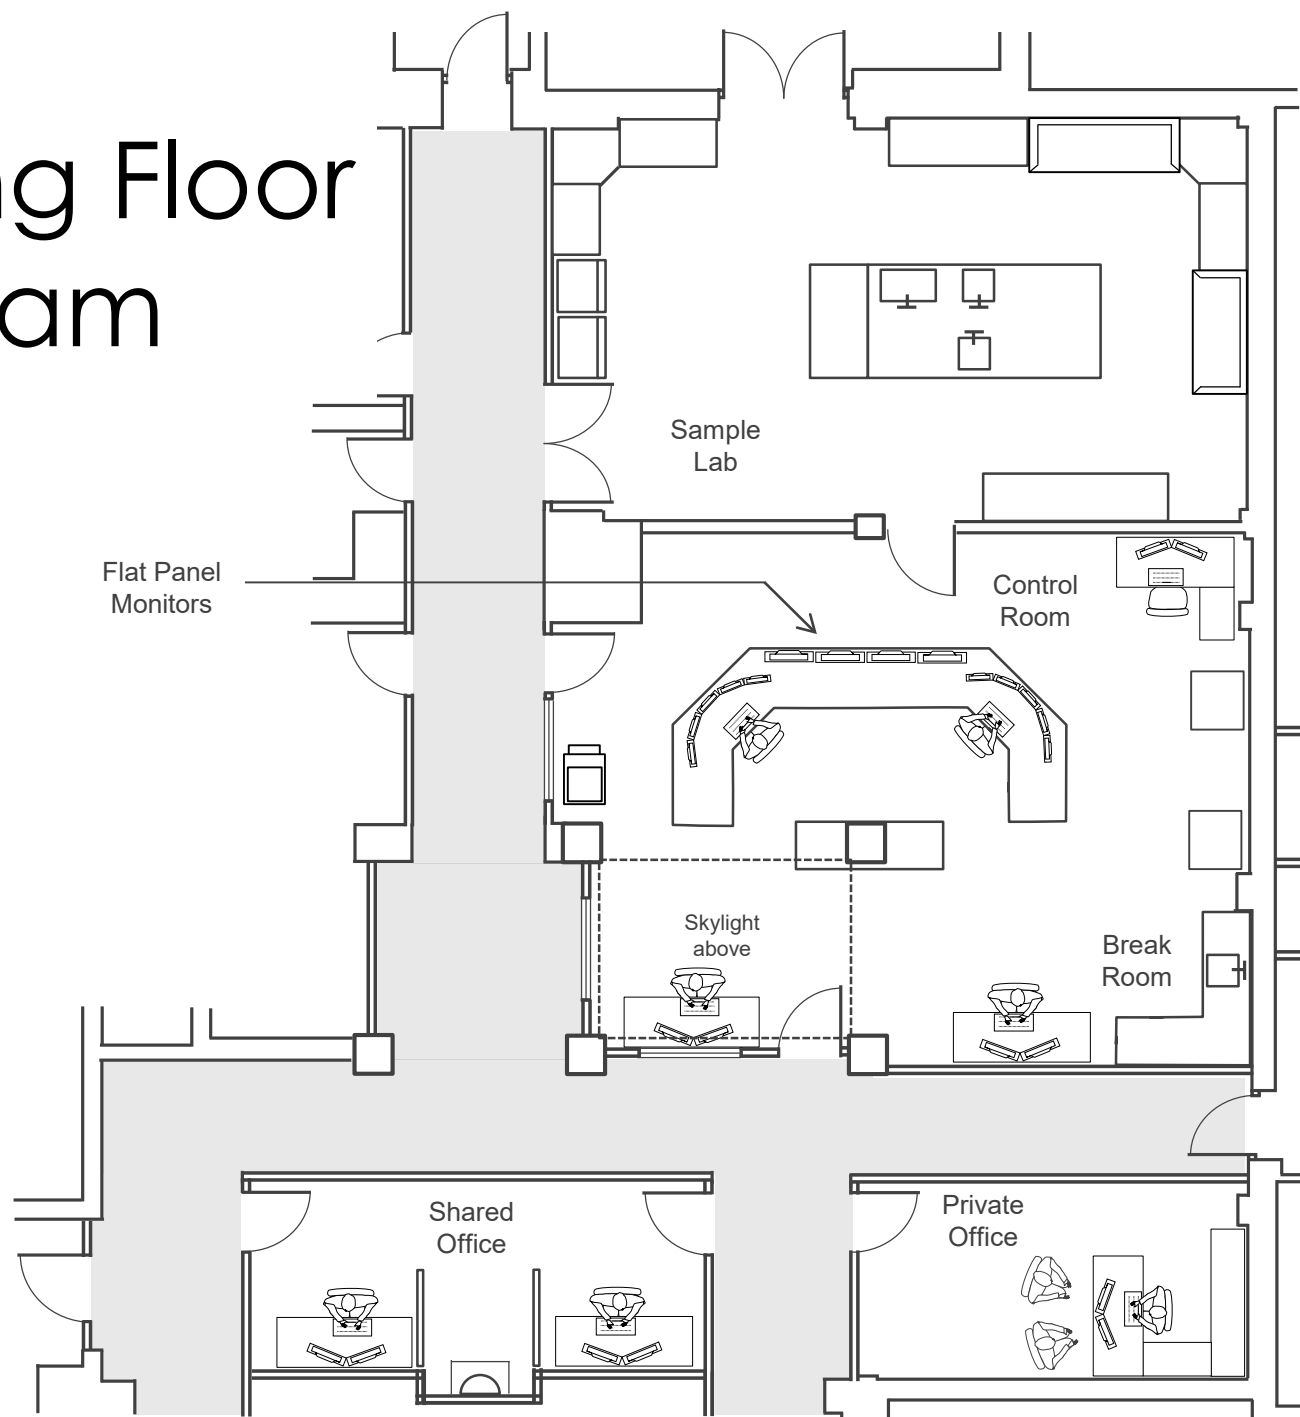 g Floor
am
Sample
Lab
Flat Panel
Monitors
Control
Room
Skylight
above
Break
Room
Shared
Office
Private
Office